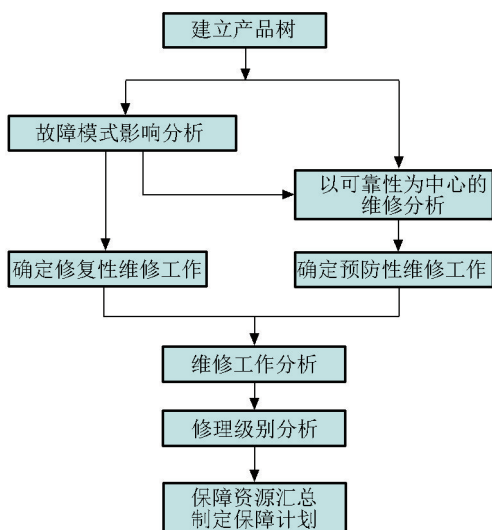 建立产品树
故障模式影响分析
以可靠性为中心的
维修分析
确定修复性维修工作
确定预防性维修工作
维修工作分析
修理级别分析
保障资源汇总
制定保障计划